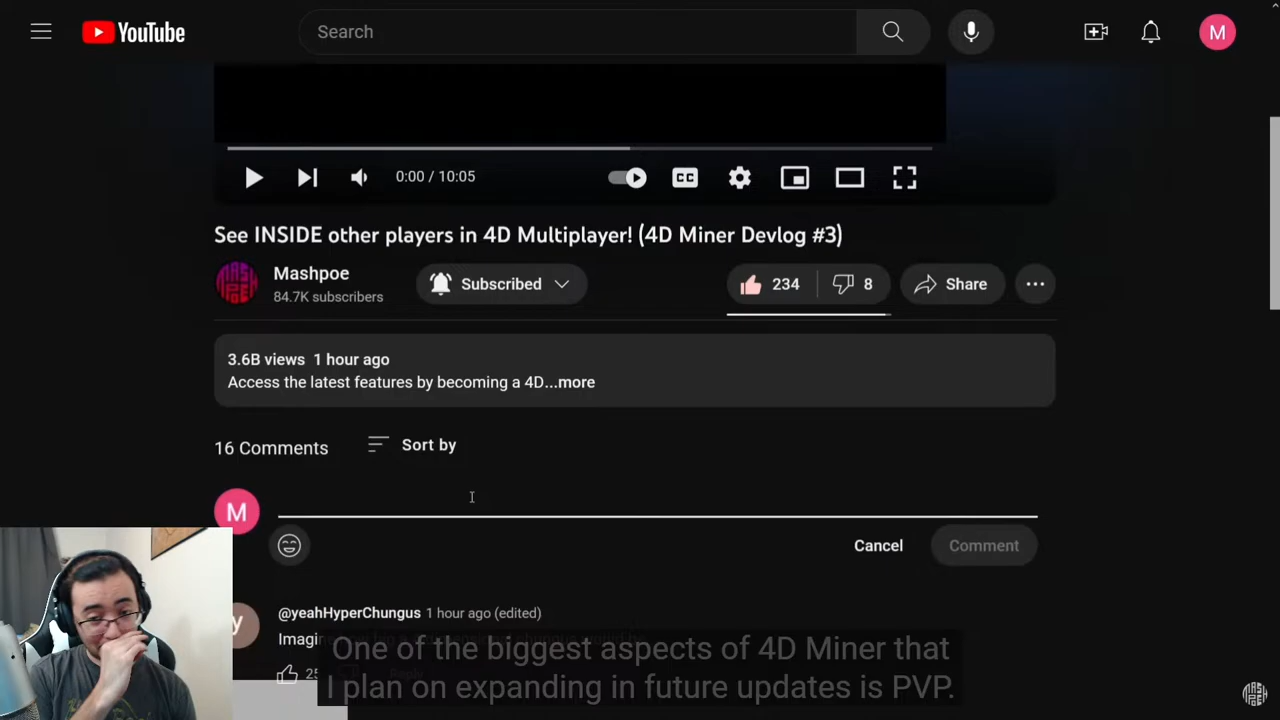 YouTube
Search
M
0:00 / 10:05
CC
See INSIDE other players in 4D Multiplayer! (4D Miner Devlog #3)
Mashpoe
84.7K subscribers
Subscribed
234
8
Share
3.6B views 1 hour ago
Access the latest features by becoming a 4D...more
16 Comments
Sort by
M
Cancel
Comment
y
@yeahHyperChungus 1 hour ago (edited)
One of the biggest aspects of 4D Miner that
I plan on expanding in future updates is PVP.